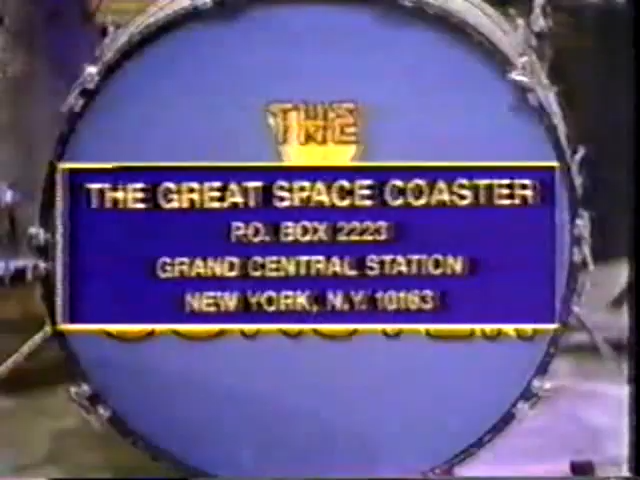 THE
THE GREAT SPACE COASTER
P.O. BOX 2223
GRAND CENTRAL STATION
NEW YORK, N.Y. 10163